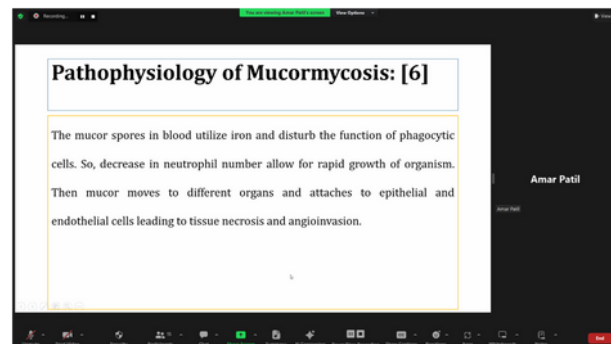 Recording...
You are viewing Amar Patil's screen
View Options
View
Pathophysiology of Mucormycosis: [6]
The mucor spores in blood utilize iron and disturb the function of phagocytic
cells. So, decrease in neutrophil number allow for rapid growth of organism.
Then mucor moves to different organs and attaches to epithelial and
endothelial cells leading to tissue necrosis and angioinvasion.
Amar Patil
Amar Patil
End